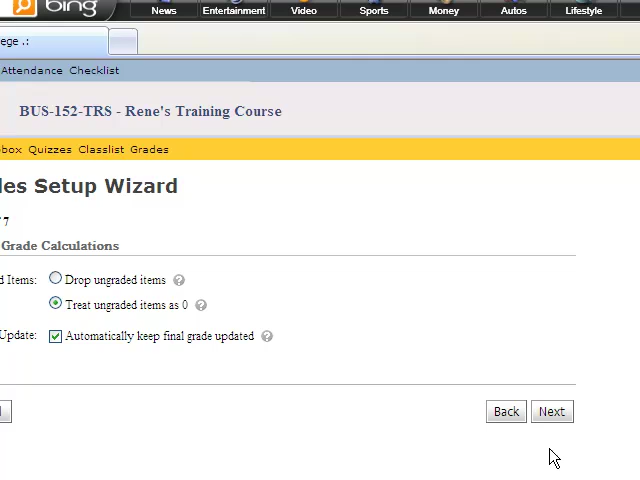 bing
News Entertainment Video Sports Money Autos Lifestyle
ege .:
Attendance Checklist
BUS-152-TRS - Rene's Training Course
box Quizzes Classlist Grades
les Setup Wizard
7
Grade Calculations
d Items: Drop ungraded items ?
Treat ungraded items as 0 ?
Update: Automatically keep final grade updated ?
Back Next